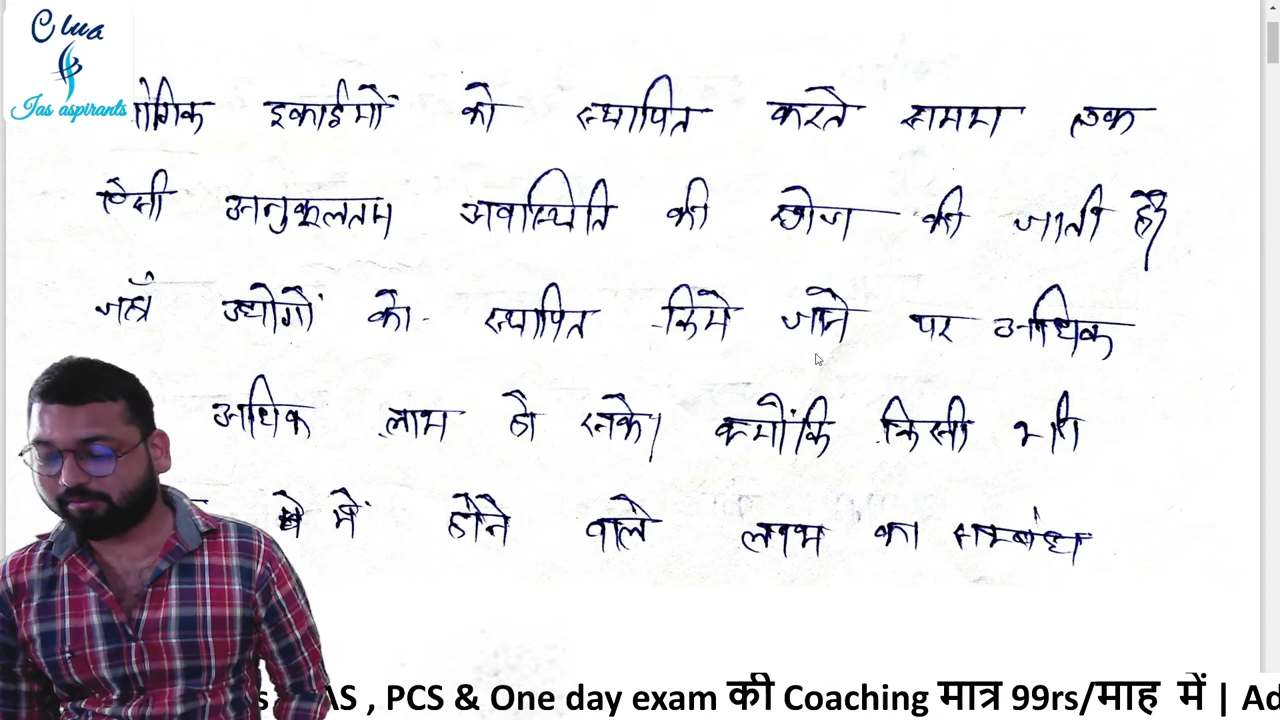 Clua
Ias aspirants
ोगिक इकाईयों को स्थापित करते समय एक
ऐसी अनुकूलतम अवस्थिति की खोज की जाती है
जहाँ उद्योगों को स्थापित किये जाने पर अधिक
अधिक लाभ हो सके। क्योंकि किसी भी
में होने वाले लाभ का सम्बंध
AS , PCS & One day exam की Coaching मात्र 99rs/माह में | Ad